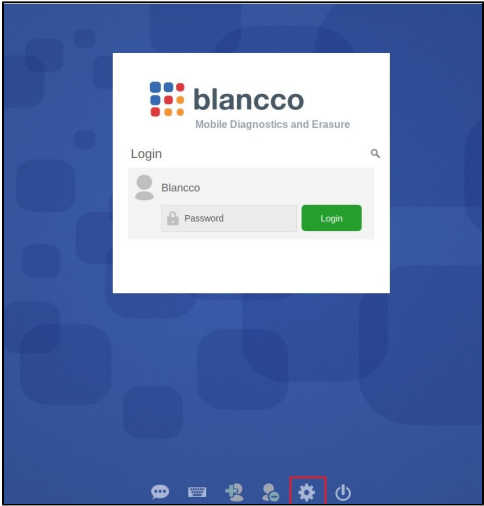 blancco
Mobile Diagnostics and Erasure
Login
Blancco
Password
Login